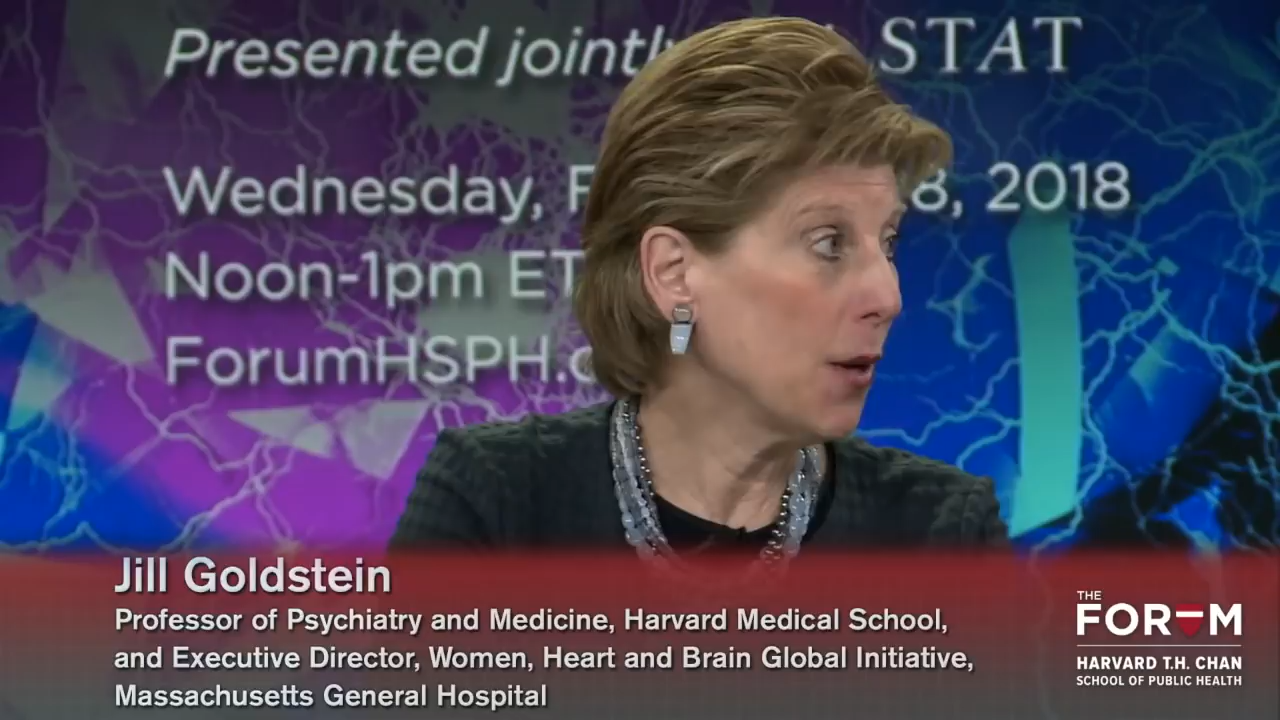 Presented jointly STAT
Wednesday, 8, 2018
Noon-1pm ET
ForumHSPH.
Jill Goldstein
Professor of Psychiatry and Medicine, Harvard Medical School,
and Executive Director, Women, Heart and Brain Global Initiative,
Massachusetts General Hospital
THE
FORUM
HARVARD T.H. CHAN
SCHOOL OF PUBLIC HEALTH